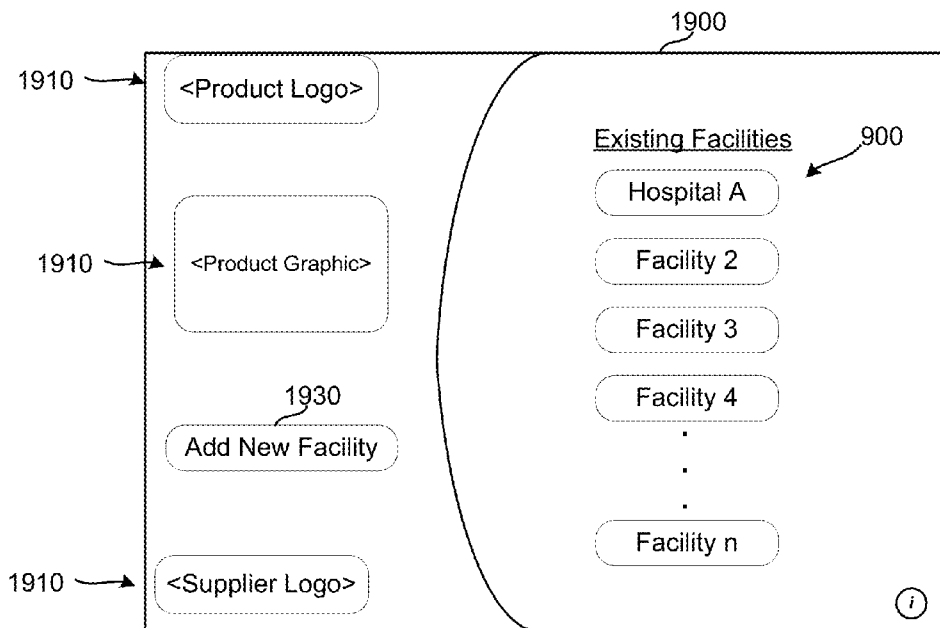 1900
1910
<Product Logo>
Existing Facilities
900
Hospital A
1910
<Product Graphic>
Facility 2
Facility 3
1930
Facility 4
Add New Facility
.
.
.
Facility n
1910
<Supplier Logo>
i